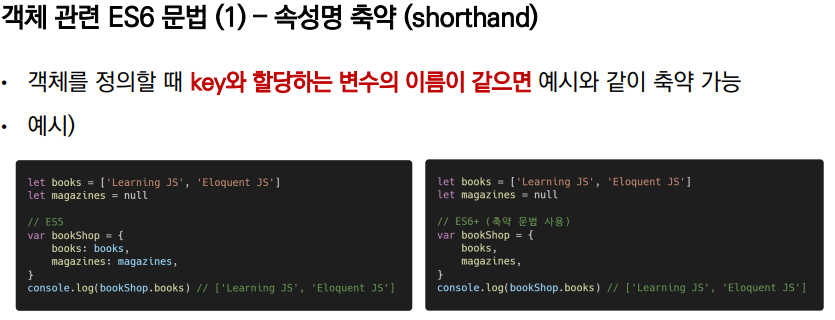 객체 관련 ES6 문법 (1) – 속성명 축약 (shorthand)
• 객체를 정의할 때 key와 할당하는 변수의 이름이 같으면 예시와 같이 축약 가능
• 예시)
let books = ['Learning JS', 'Eloquent JS']
let magazines = null

// ES5
var bookShop = {
    books: books,
    magazines: magazines,
}
console.log(bookShop.books) // ['Learning JS', 'Eloquent JS']
let books = ['Learning JS', 'Eloquent JS']
let magazines = null

// ES6+ (축약 문법 사용)
var bookShop = {
    books,
    magazines,
}
console.log(bookShop.books) // ['Learning JS', 'Eloquent JS']